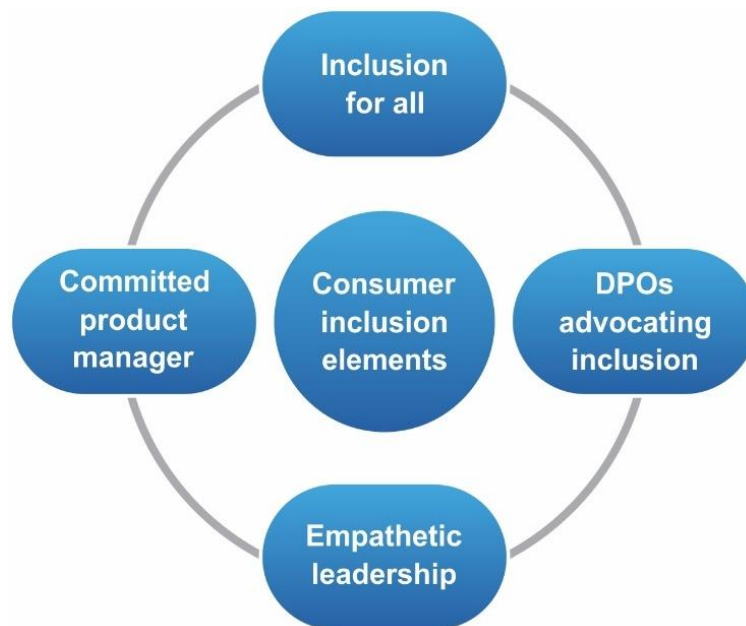 Inclusion
for all
Committed
product
manager
Consumer
inclusion
elements
DPOs
advocating
inclusion
Empathetic
leadership